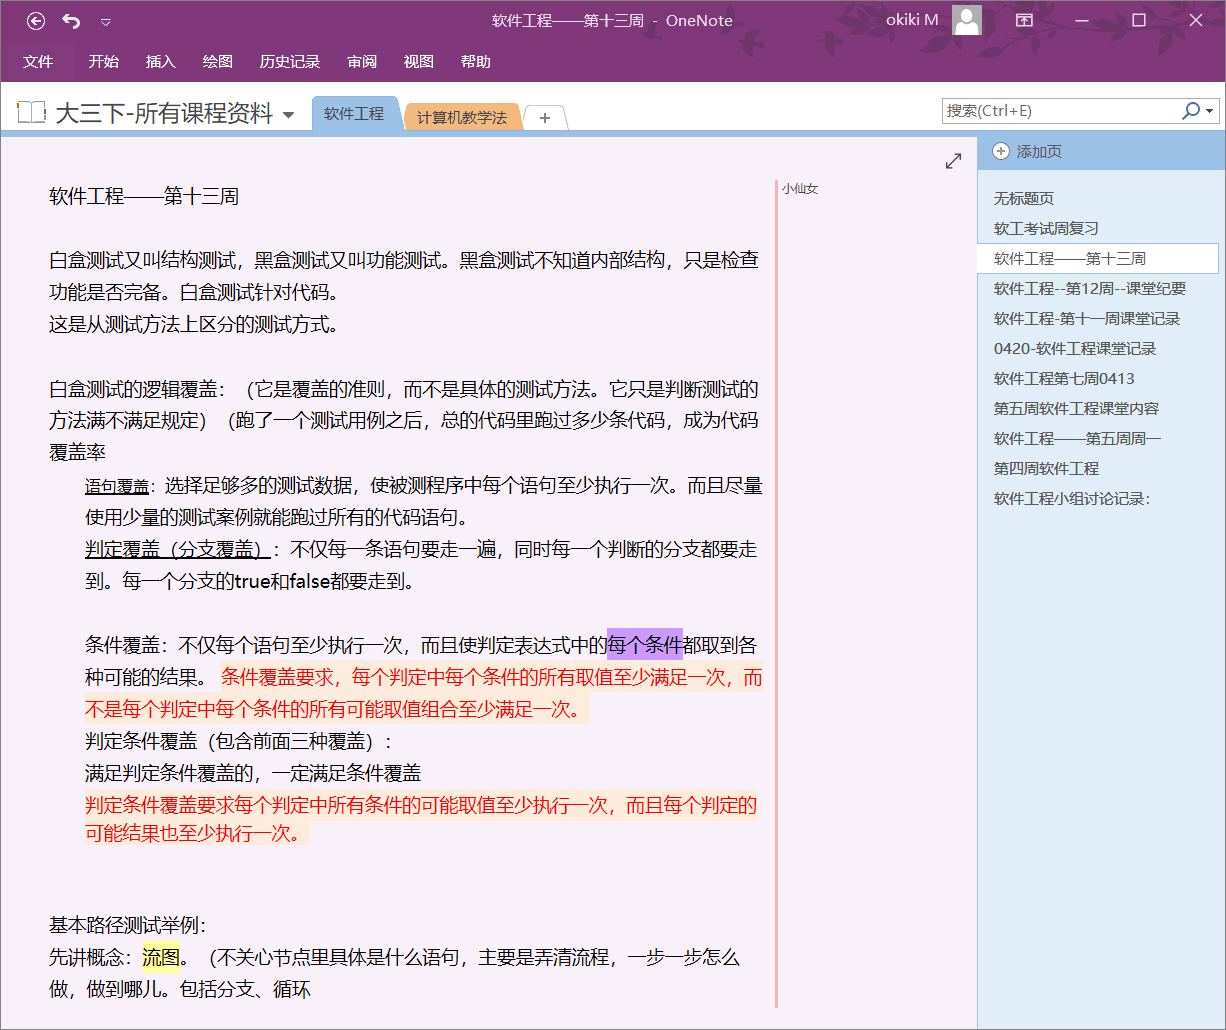 软件工程——第十三周 - OneNote
okiki M
文件 开始 插入 绘图 历史记录 审阅 视图 帮助
大三下-所有课程资料
软件工程
计算机教学法
+
搜索(Ctrl+E)
软件工程——第十三周
小仙女
白盒测试又叫结构测试，黑盒测试又叫功能测试。黑盒测试不知道内部结构，只是检查
功能是否完备。白盒测试针对代码。
这是从测试方法上区分的测试方式。
白盒测试的逻辑覆盖：（它是覆盖的准则，而不是具体的测试方法。它只是判断测试的
方法满不满足规定）（跑了一个测试用例之后，总的代码里跑过多少条代码，成为代码
覆盖率
语句覆盖：选择足够多的测试数据，使被测程序中每个语句至少执行一次。而且尽量
使用少量的测试案例就能跑过所有的代码语句。
判定覆盖（分支覆盖）：不仅每一条语句要走一遍，同时每一个判断的分支都要走
到。每一个分支的true和false都要走到。
条件覆盖：不仅每个语句至少执行一次，而且使判定表达式中的每个条件都取到各
种可能的结果。 条件覆盖要求，每个判定中每个条件的所有取值至少满足一次，而
不是每个判定中每个条件的所有可能取值组合至少满足一次。
判定条件覆盖（包含前面三种覆盖）：
满足判定条件覆盖的，一定满足条件覆盖
判定条件覆盖要求每个判定中所有条件的可能取值至少执行一次，而且每个判定的
可能结果也至少执行一次。
基本路径测试举例：
先讲概念：流图。（不关心节点里具体是什么语句，主要是弄清流程，一步一步怎么
做，做到哪儿。包括分支、循环
添加页
无标题页
软工考试周复习
软件工程——第十三周
软件工程--第12周--课堂纪要
软件工程-第十一周课堂记录
0420-软件工程课堂记录
软件工程第七周0413
第五周软件工程课堂内容
软件工程——第五周周一
第四周软件工程
软件工程小组讨论记录：